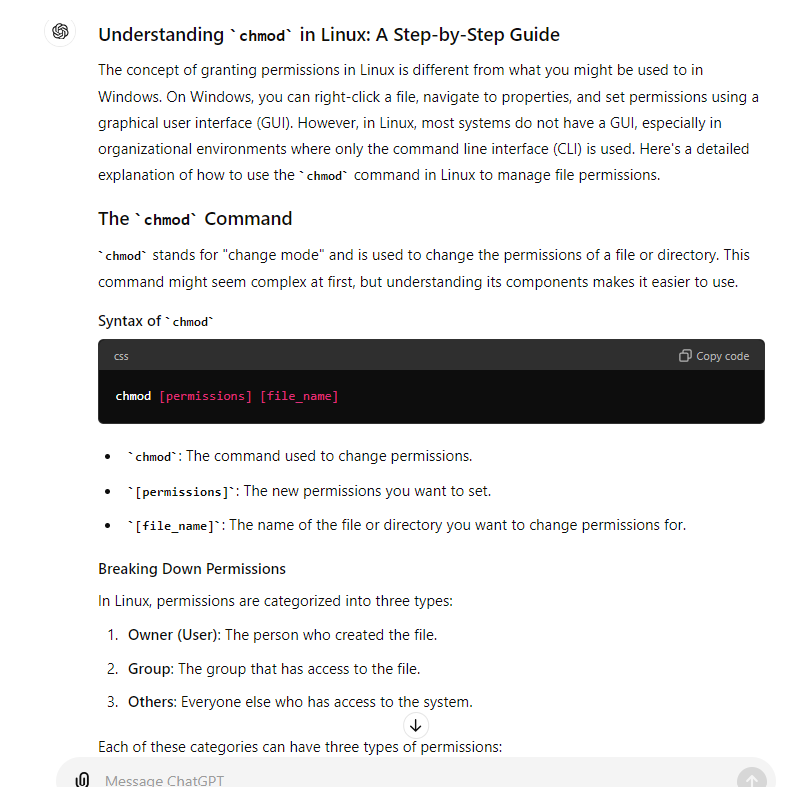 Understanding `chmod` in Linux: A Step-by-Step Guide
The concept of granting permissions in Linux is different from what you might be used to in
Windows. On Windows, you can right-click a file, navigate to properties, and set permissions using a
graphical user interface (GUI). However, in Linux, most systems do not have a GUI, especially in
organizational environments where only the command line interface (CLI) is used. Here's a detailed
explanation of how to use the `chmod` command in Linux to manage file permissions.
The `chmod` Command
`chmod` stands for "change mode" and is used to change the permissions of a file or directory. This
command might seem complex at first, but understanding its components makes it easier to use.
Syntax of `chmod`
css Copy code
chmod [permissions] [file_name]
• `chmod`: The command used to change permissions.
• `[permissions]`: The new permissions you want to set.
• `[file_name]`: The name of the file or directory you want to change permissions for.
Breaking Down Permissions
In Linux, permissions are categorized into three types:
1. Owner (User): The person who created the file.
2. Group: The group that has access to the file.
3. Others: Everyone else who has access to the system.
Each of these categories can have three types of permissions:
Message ChatGPT